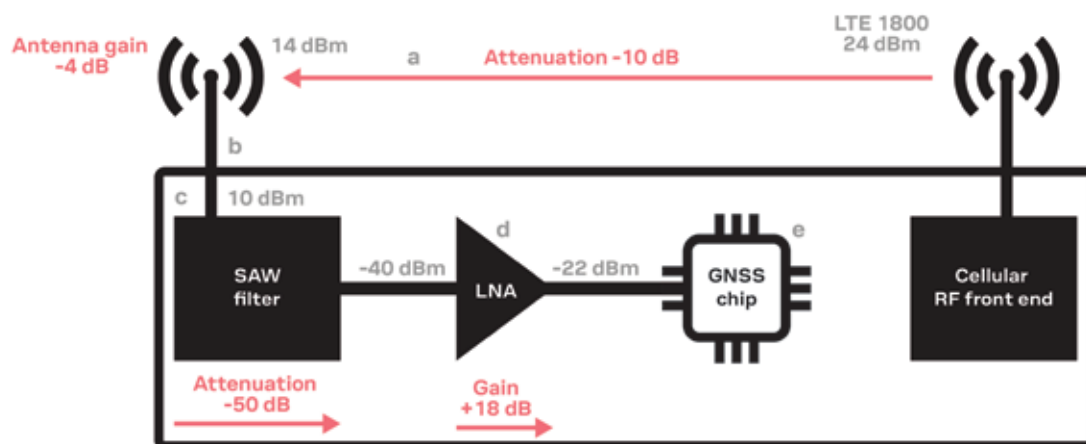 Antenna gain
-4 dB
14 dBm
a
Attenuation -10 dB
LTE 1800
24 dBm
b
c
10 dBm
SAW
filter
-40 dBm
d
LNA
-22 dBm
e
GNSS
chip
Cellular
RF front end
Attenuation
-50 dB
Gain
+18 dB